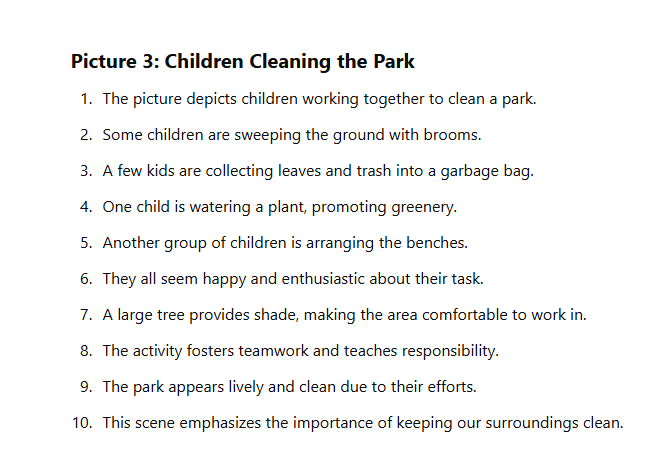 Picture 3: Children Cleaning the Park
1. The picture depicts children working together to clean a park.
2. Some children are sweeping the ground with brooms.
3. A few kids are collecting leaves and trash into a garbage bag.
4. One child is watering a plant, promoting greenery.
5. Another group of children is arranging the benches.
6. They all seem happy and enthusiastic about their task.
7. A large tree provides shade, making the area comfortable to work in.
8. The activity fosters teamwork and teaches responsibility.
9. The park appears lively and clean due to their efforts.
10. This scene emphasizes the importance of keeping our surroundings clean.